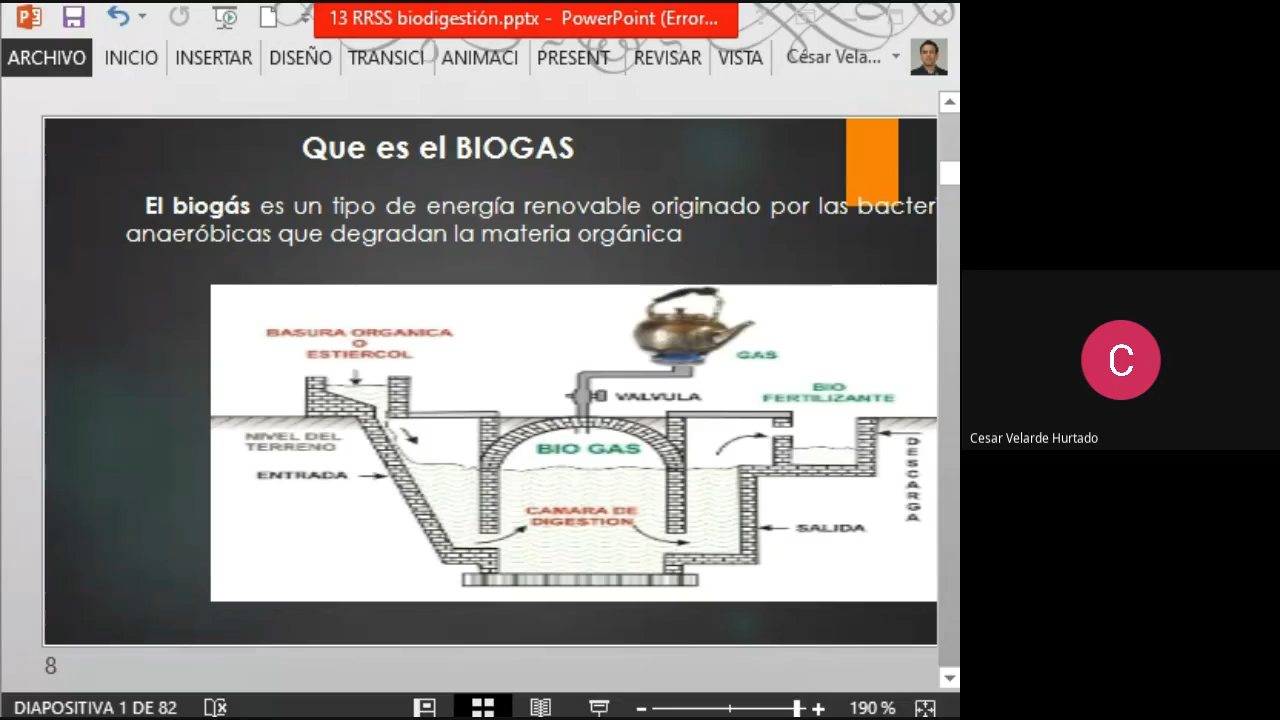 13 RRSS biodigestión.pptx - PowerPoint (Error...
ARCHIVO INICIO INSERTAR DISEÑO TRANSICI ANIMACI PRESENT REVISAR VISTA César Vela...
Que es el BIOGAS
El biogás es un tipo de energía renovable originado por las bacter
anaeróbicas que degradan la materia orgánica
BASURA ORGANICA
O
ESTIERCOL
GAS
VALVULA
BIO
FERTILIZANTE
NIVEL DEL
TERRENO
BIO GAS
ENTRADA
CAMARA DE
DIGESTION
SALIDA
DESCARGA
C
Cesar Velarde Hurtado
8
DIAPOSITIVA 1 DE 82
190 %